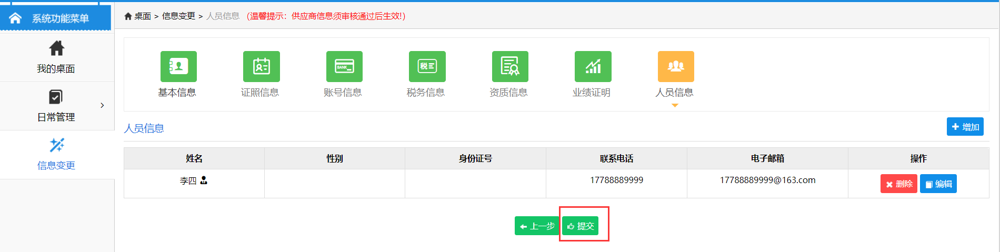 系统功能菜单
桌面 > 信息变更 > 人员信息 (温馨提示：供应商信息须审核通过后生效!)
我的桌面
日常管理
信息变更
BANK
税
基本信息 证照信息 账号信息 税务信息 资质信息 业绩证明 人员信息
人员信息
增加
姓名 性别 身份证号 联系电话 电子邮箱 操作
李四 17788889999 17788889999@163.com 删除 编辑
上一步 提交